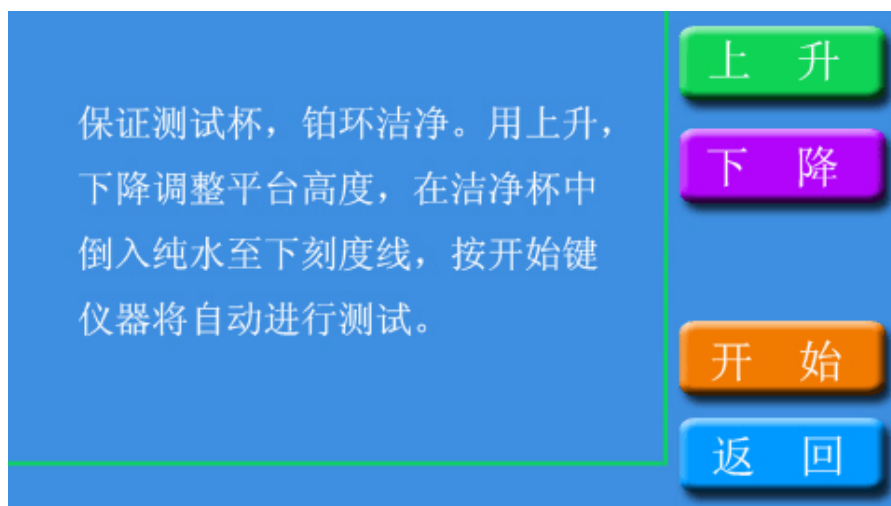 保证测试杯，铂环洁净。用上升，
下降调整平台高度，在洁净杯中
倒入纯水至下刻度线，按开始键
仪器将自动进行测试。
上 升
下 降
开 始
返 回